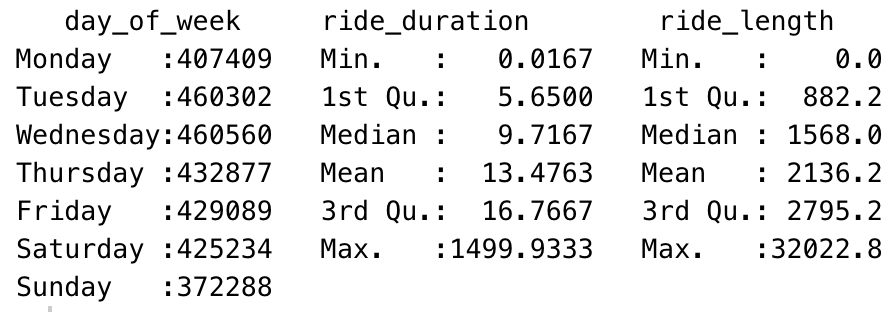 day_of_week ride_duration ride_length
Monday :407409 Min. : 0.0167 Min. : 0.0
Tuesday :460302 1st Qu.: 5.6500 1st Qu.: 882.2
Wednesday:460560 Median : 9.7167 Median : 1568.0
Thursday :432877 Mean : 13.4763 Mean : 2136.2
Friday :429089 3rd Qu.: 16.7667 3rd Qu.: 2795.2
Saturday :425234 Max. :1499.9333 Max. :32022.8
Sunday :372288